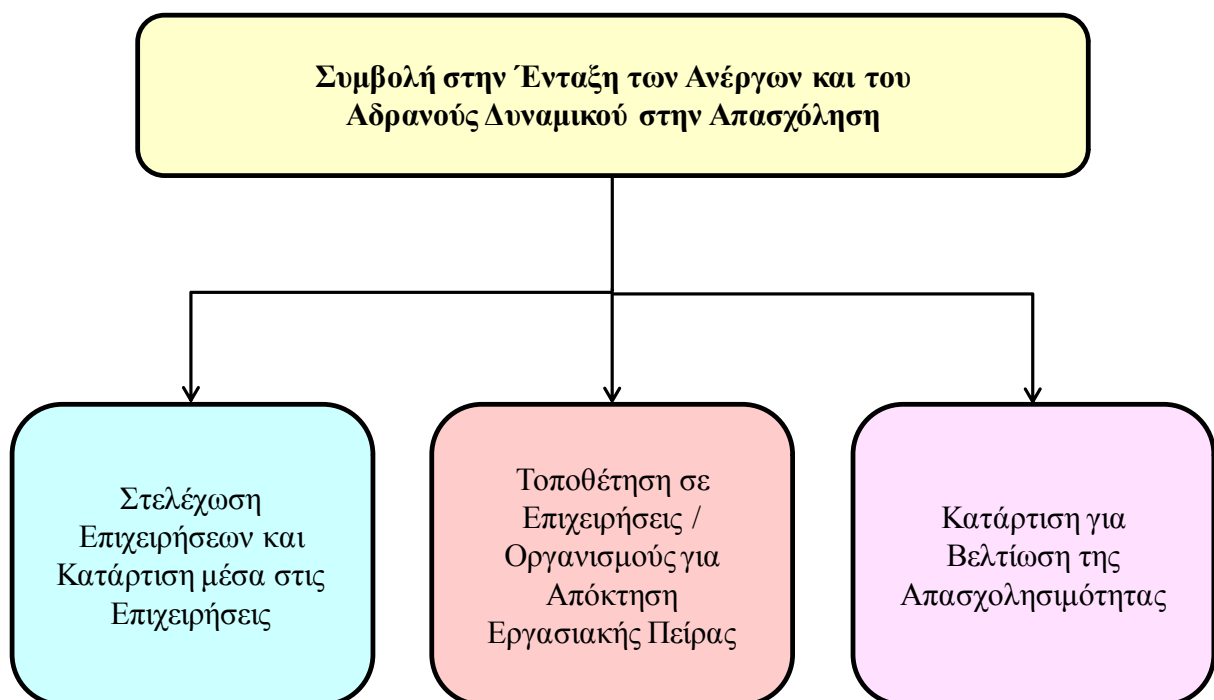 Συμβολή στην Ένταξη των Ανέργων και του
Αδρανούς Δυναμικού στην Απασχόληση
Στελέχωση
Επιχειρήσεων και
Κατάρτιση μέσα στις
Επιχειρήσεις
Τοποθέτηση σε
Επιχειρήσεις /
Οργανισμούς για
Απόκτηση
Εργασιακής Πείρας
Κατάρτιση για
Βελτίωση της
Απασχολησιμότητας